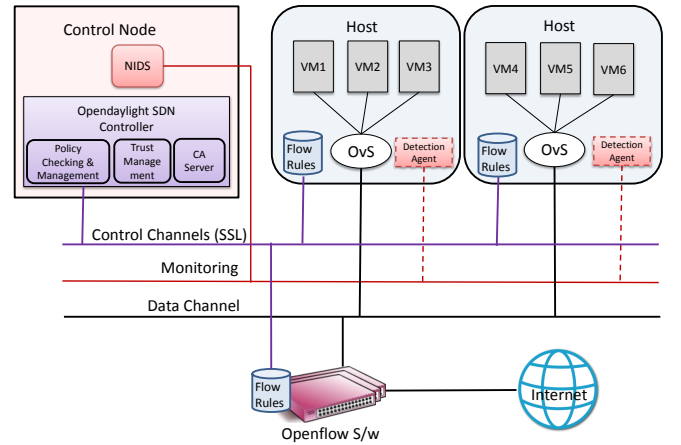 Control Node
NIDS
Opendaylight SDN
Controller
Policy
Checking &
Management
Trust
Manage
ment
CA
Server
Host
VM1
VM2
VM3
Flow
Rules
OvS
Detection
Agent
Host
VM4
VM5
VM6
Flow
Rules
OvS
Detection
Agent
Control Channels (SSL)
Monitoring
Data Channel
Flow
Rules
Openflow S/w
Internet